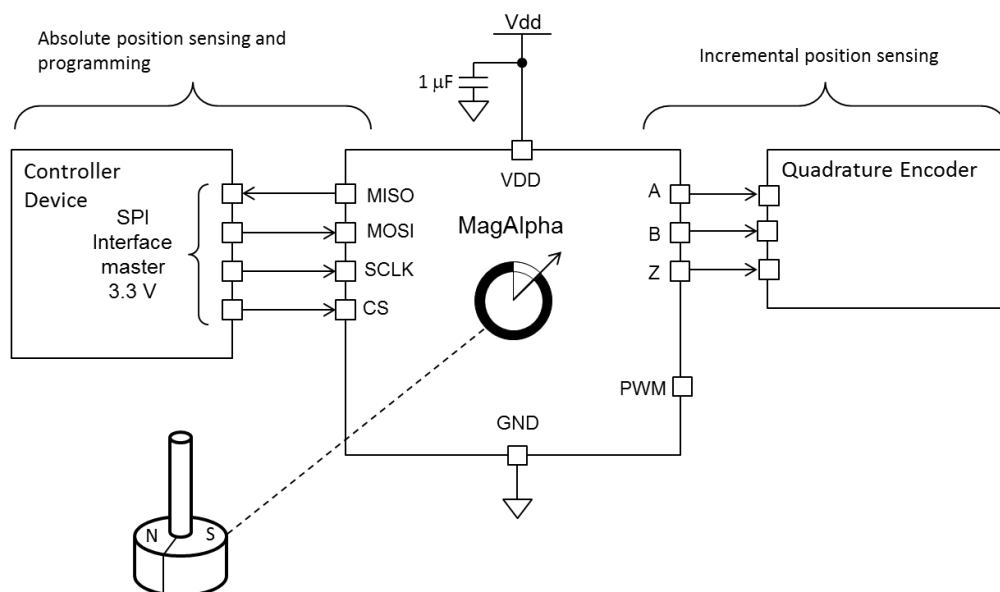 Absolute position sensing and
programming
Vdd
1 μF
Incremental position sensing
Controller
Device
SPI
Interface
master
3.3 V
MISO
MOSI
SCLK
CS
VDD
MagAlpha
GND
A
B
Z
PWM
Quadrature Encoder
N
S